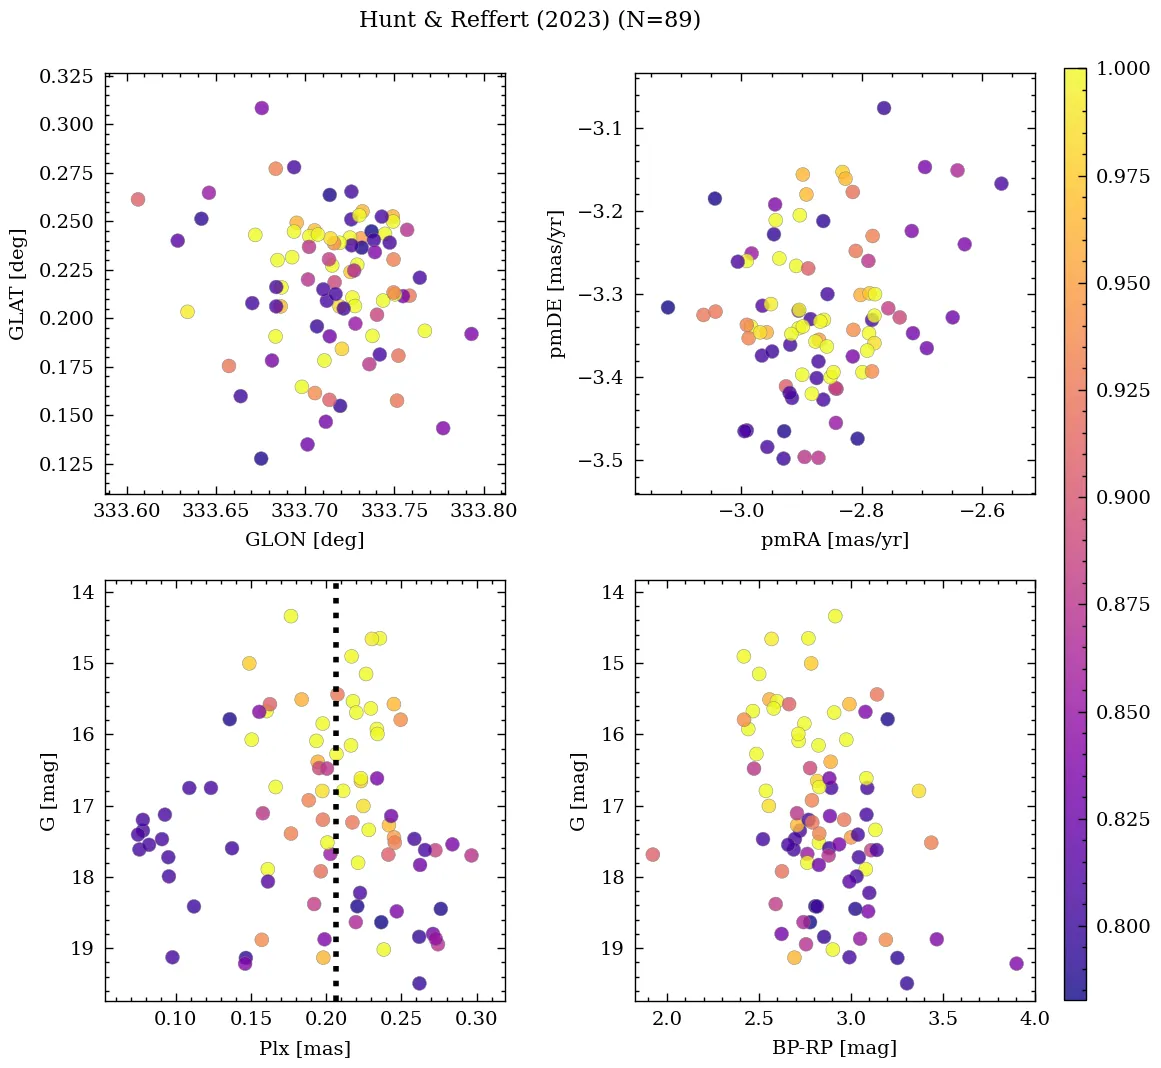 Hunt & Reffert (2023) (N=89)
0.325
0.300
0.275
0.250
0.225
0.200
0.175
0.150
0.125
GLAT [deg]
333.60 333.65 333.70 333.75 333.80
GLON [deg]
−3.1
−3.2
−3.3
−3.4
−3.5
pmDE [mas/yr]
−3.0 −2.8 −2.6
pmRA [mas/yr]
14
15
16
17
18
19
G [mag]
0.10 0.15 0.20 0.25 0.30
Plx [mas]
14
15
16
17
18
19
G [mag]
2.0 2.5 3.0 3.5 4.0
BP-RP [mag]
1.000
0.975
0.950
0.925
0.900
0.875
0.850
0.825
0.800